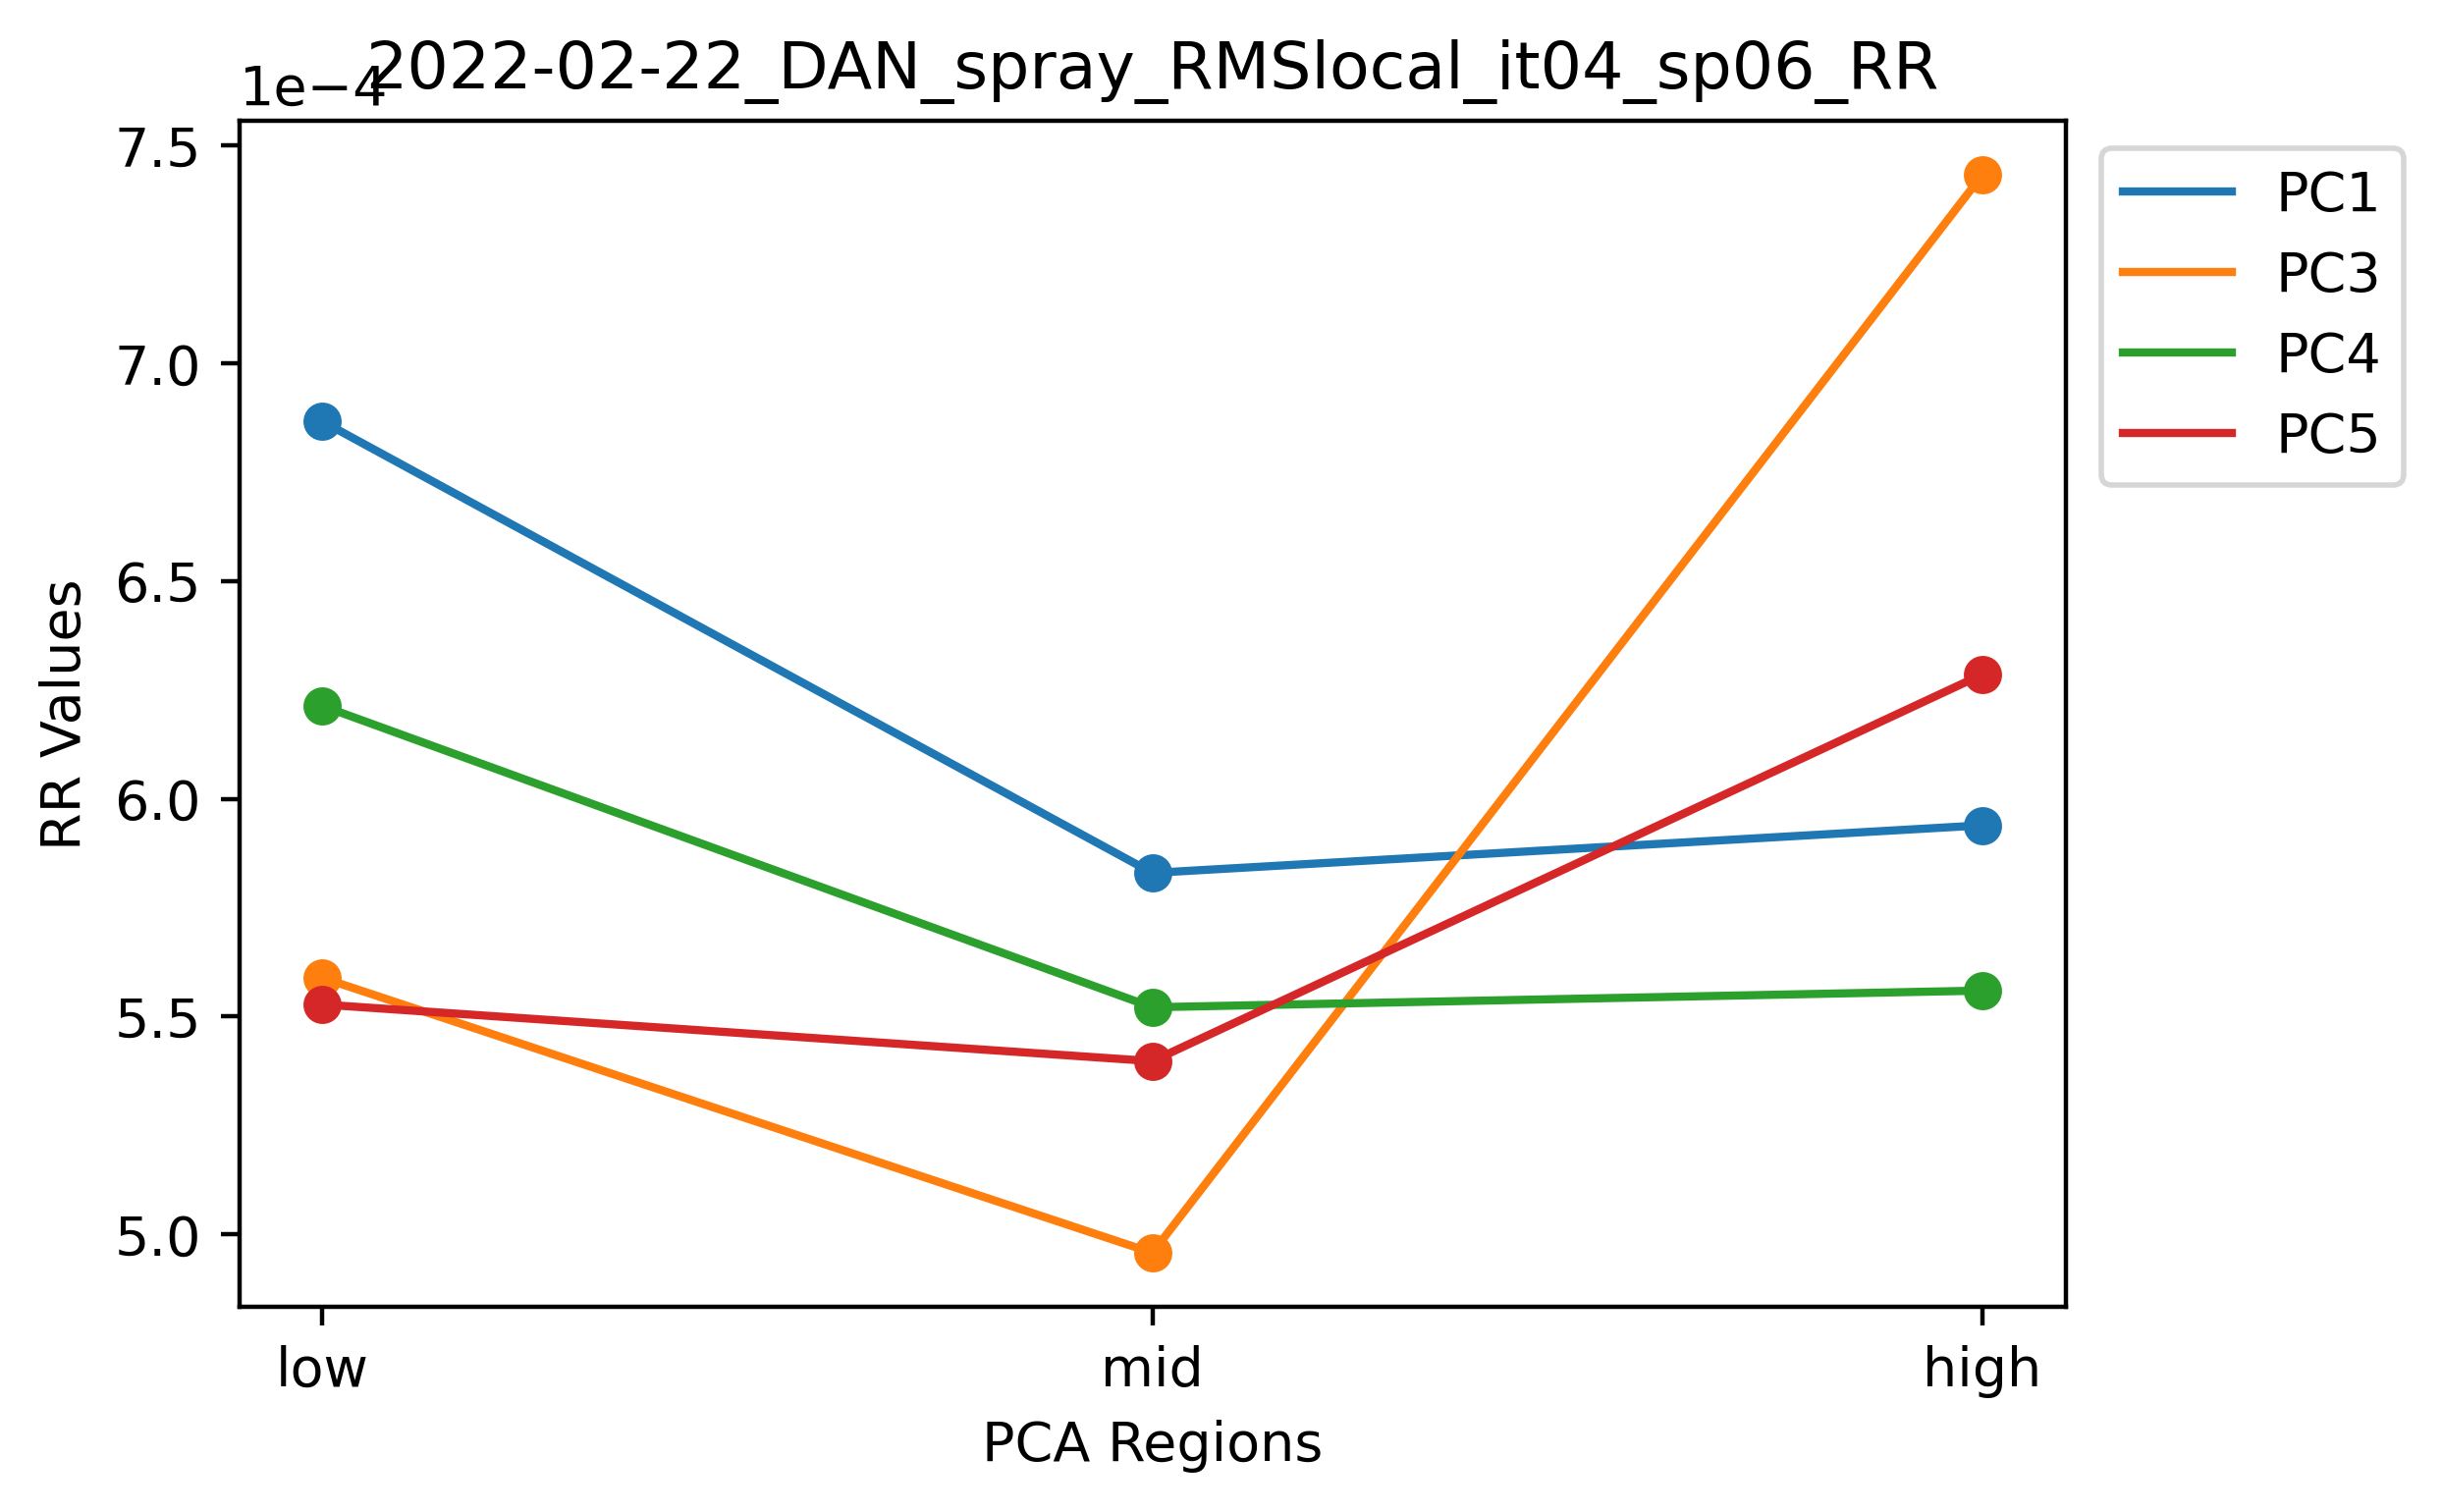 2022-02-22_DAN_spray_RMSlocal_it04_sp06_RR
1e−4
7.5
7.0
6.5
6.0
5.5
5.0
RR Values
low
mid
high
PCA Regions
PC1
PC3
PC4
PC5